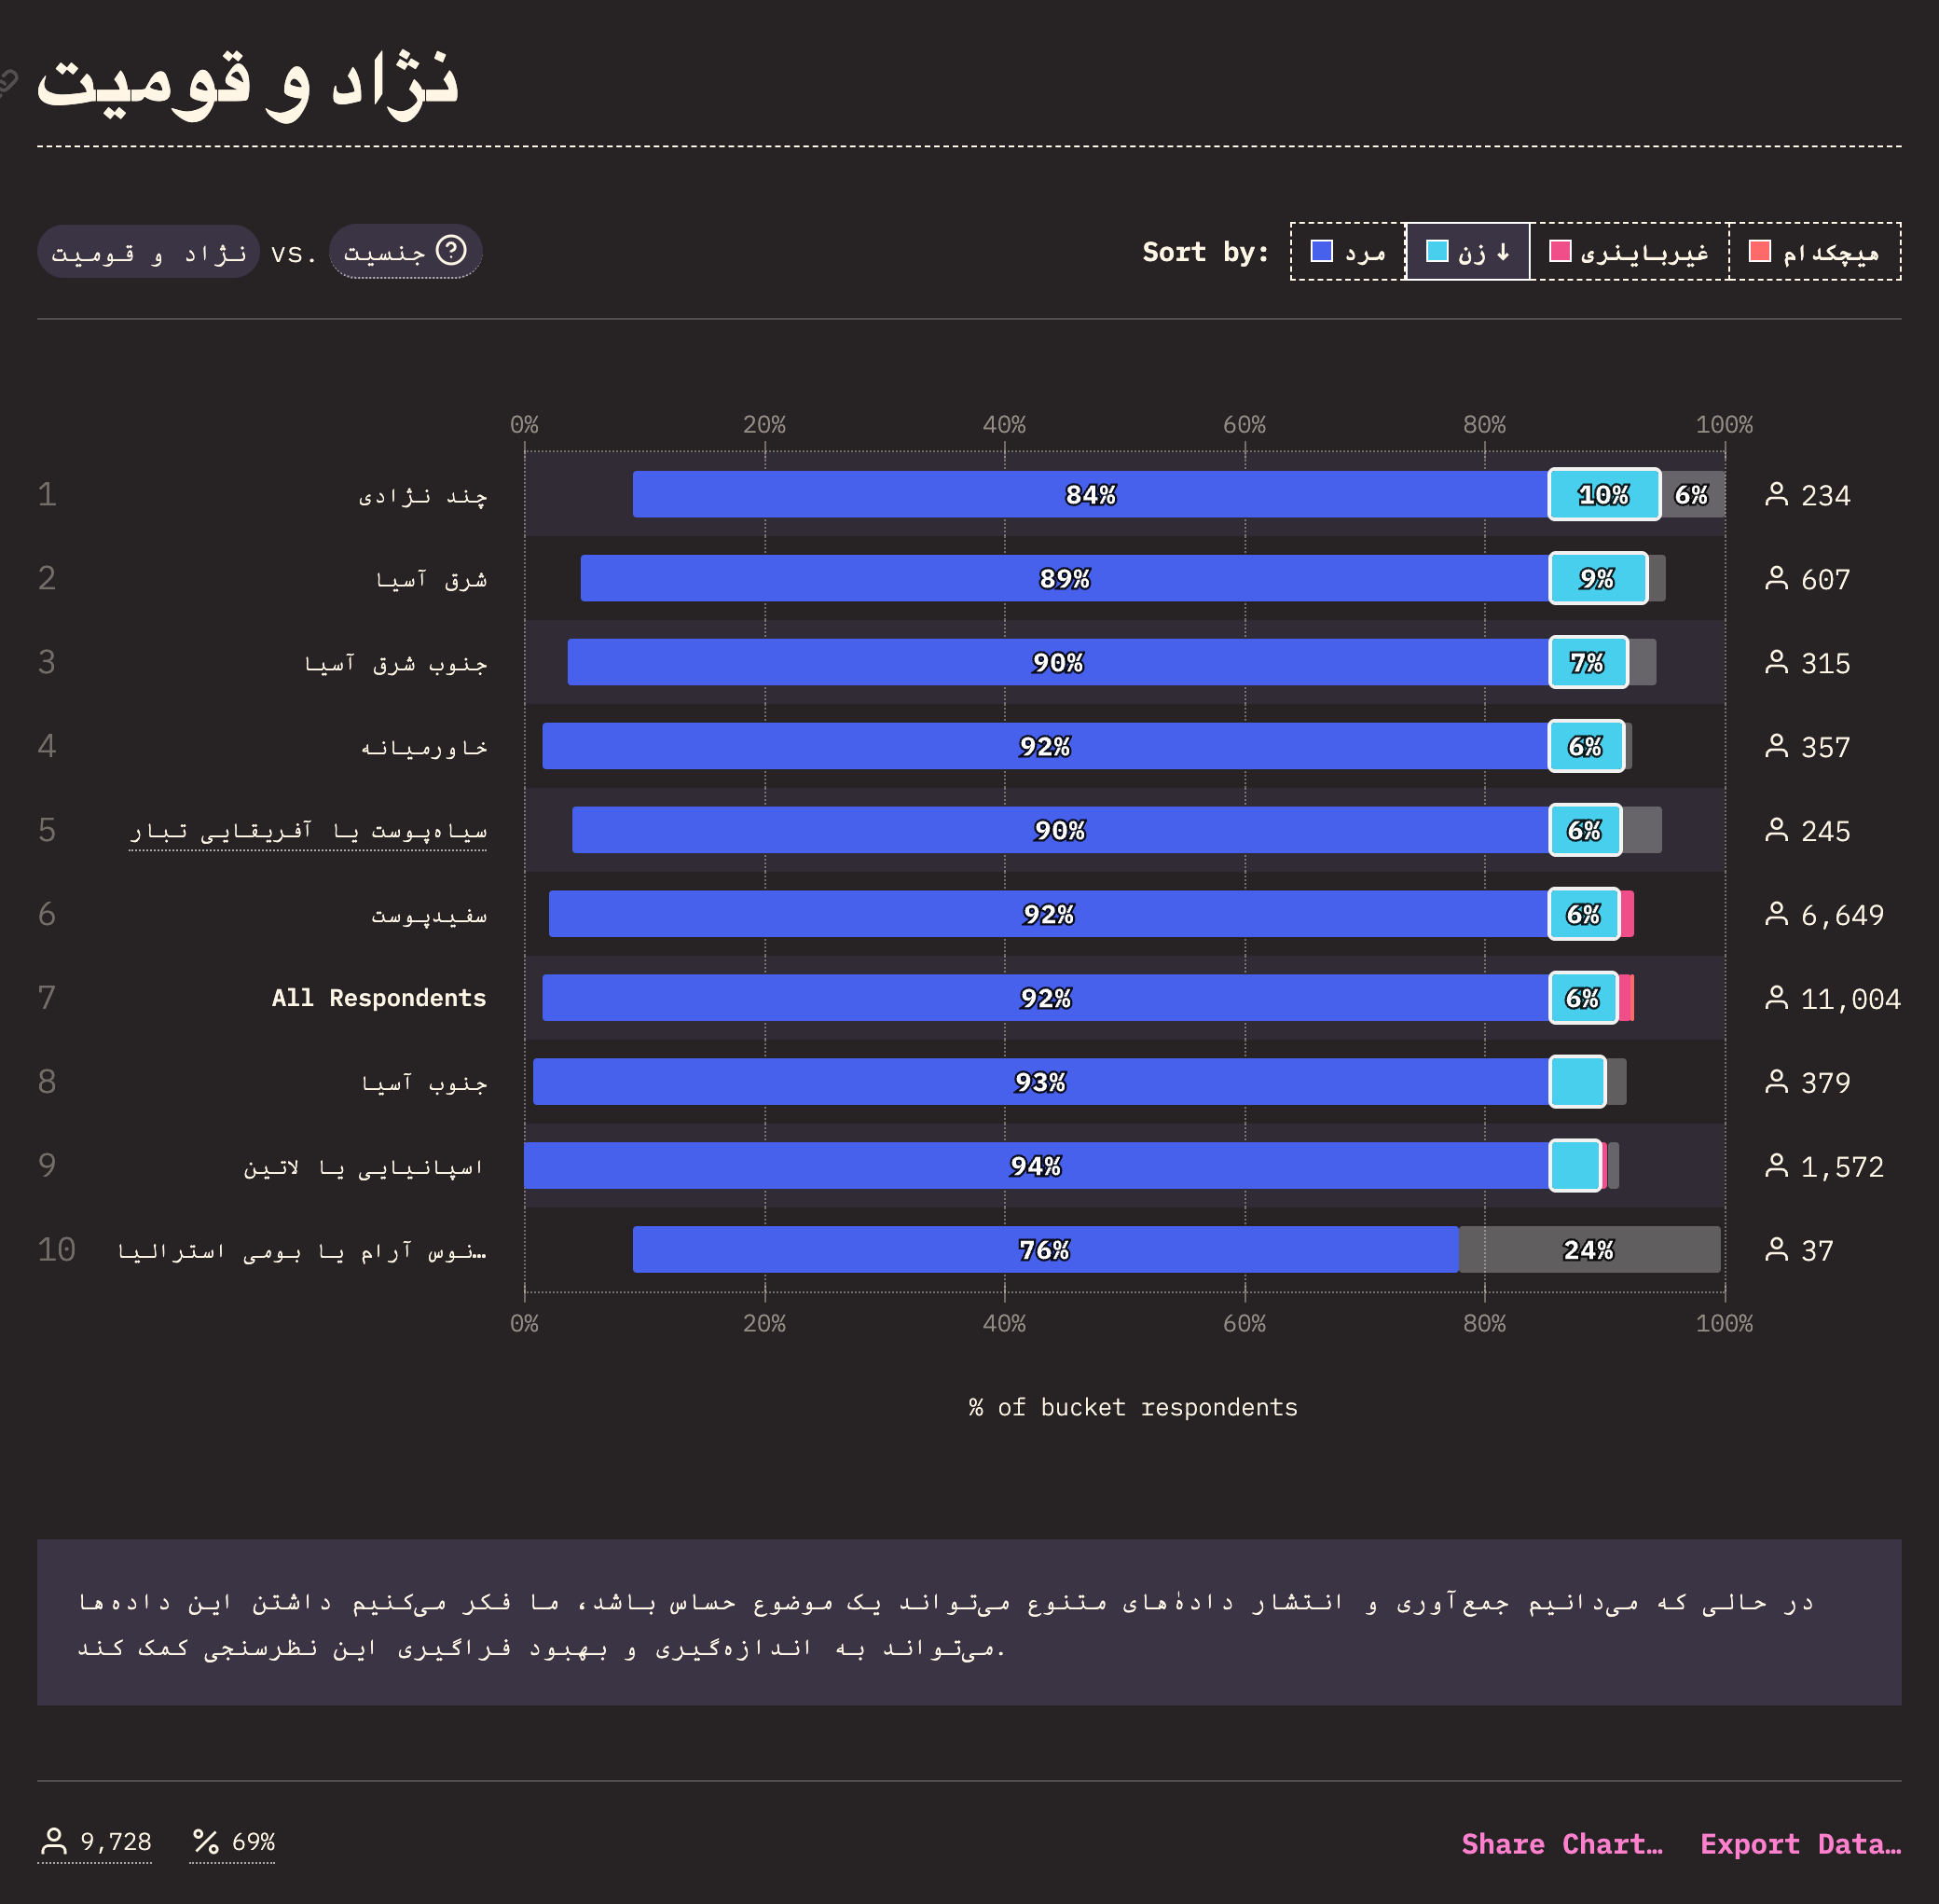 نژاد و قومیت
نژاد و قومیت vs. جنسیت
Sort by: مرد زن ↓ غیرباینری هیچکدام
0% 20% 40% 60% 80% 100%
1 چند نژادی 84% 10% 6% 234
2 شرق آسیا 89% 9% 607
3 جنوب شرق آسیا 90% 7% 315
4 خاورمیانه 92% 6% 357
5 سیاه‌پوست یا آفریقایی تبار 90% 6% 245
6 سفیدپوست 92% 6% 6,649
7 All Respondents 92% 6% 11,004
8 جنوب آسیا 93% 379
9 اسپانیایی یا لاتین 94% 1,572
10 …نوس آرام یا بومی استرالیا 76% 24% 37
0% 20% 40% 60% 80% 100%
% of bucket respondents
در حالی که می‌دانیم جمع‌آوری و انتشار دادهٔ‌های متنوع می‌تواند یک موضوع حساس باشد، ما فکر می‌کنیم داشتن این داده‌ها
می‌تواند به اندازه‌گیری و بهبود فراگیری این نظرسنجی کمک کند.
9,728 69% Share Chart… Export Data…